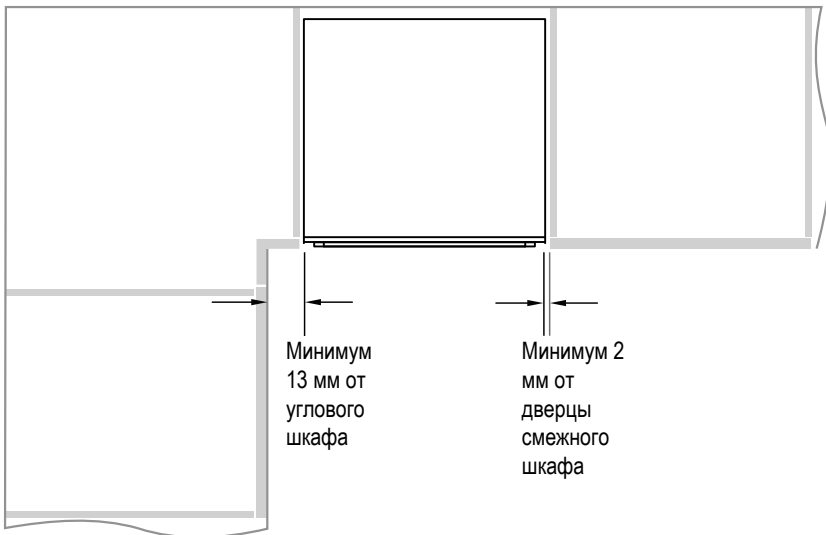 Минимум
13 мм от
углового
шкафа
Минимум 2
мм от
дверцы
смежного
шкафа